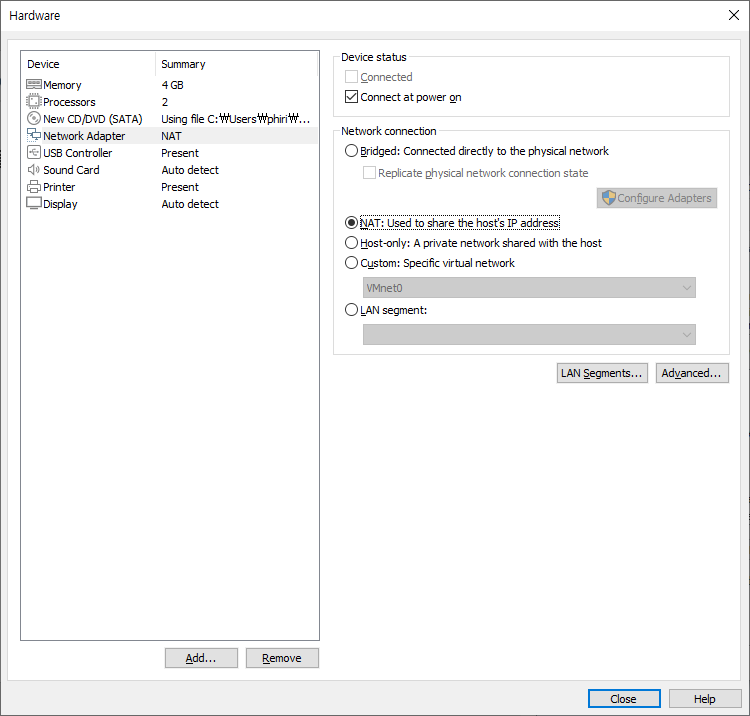 Hardware
Device Summary
Memory 4 GB
Processors 2
New CD/DVD (SATA) Using file C:₩Users₩phiri₩...
Network Adapter NAT
USB Controller Present
Sound Card Auto detect
Printer Present
Display Auto detect
Add...
Remove
Device status
Connected
Connect at power on
Network connection
Bridged: Connected directly to the physical network
Replicate physical network connection state
Configure Adapters
NAT: Used to share the host's IP address
Host-only: A private network shared with the host
Custom: Specific virtual network
VMnet0
LAN segment:
LAN Segments...
Advanced...
Close
Help